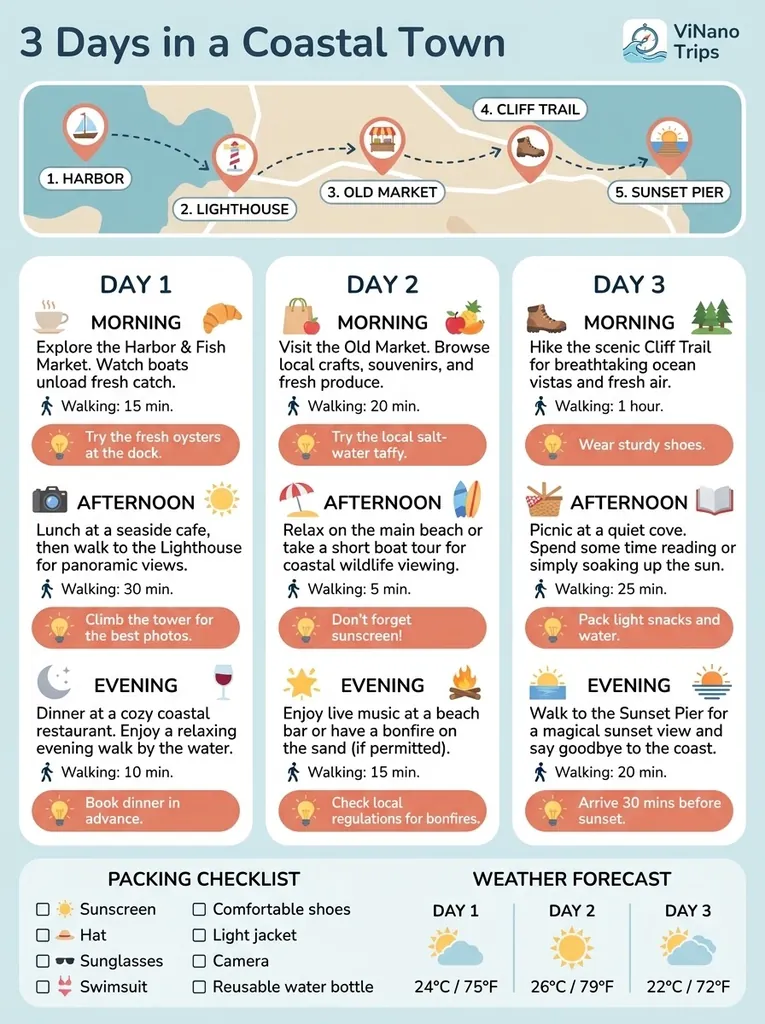 3 Days in a Coastal Town
ViNano
Trips
1. HARBOR
2. LIGHTHOUSE
3. OLD MARKET
4. CLIFF TRAIL
5. SUNSET PIER
DAY 1
MORNING
Explore the Harbor & Fish
Market. Watch boats
unload fresh catch.
Walking: 15 min.
Try the fresh oysters
at the dock.
AFTERNOON
Lunch at a seaside cafe,
then walk to the Lighthouse
for panoramic views.
Walking: 30 min.
Climb the tower for
the best photos.
EVENING
Dinner at a cozy coastal
restaurant. Enjoy a relaxing
evening walk by the water.
Walking: 10 min.
Book dinner in
advance.
DAY 2
MORNING
Visit the Old Market. Browse
local crafts, souvenirs, and
fresh produce.
Walking: 20 min.
Try the local salt-
water taffy.
AFTERNOON
Relax on the main beach or
take a short boat tour for
coastal wildlife viewing.
Walking: 5 min.
Don't forget
sunscreen!
EVENING
Enjoy live music at a beach
bar or have a bonfire on
the sand (if permitted).
Walking: 15 min.
Check local
regulations for bonfires.
DAY 3
MORNING
Hike the scenic Cliff Trail
for breathtaking ocean
vistas and fresh air.
Walking: 1 hour.
Wear sturdy shoes.
AFTERNOON
Picnic at a quiet cove.
Spend some time reading or
simply soaking up the sun.
Walking: 25 min.
Pack light snacks and
water.
EVENING
Walk to the Sunset Pier for
a magical sunset view and
say goodbye to the coast.
Walking: 20 min.
Arrive 30 mins before
sunset.
PACKING CHECKLIST
Sunscreen
Hat
Sunglasses
Swimsuit
Comfortable shoes
Light jacket
Camera
Reusable water bottle
WEATHER FORECAST
DAY 1
24°C / 75°F
DAY 2
26°C / 79°F
DAY 3
22°C / 72°F